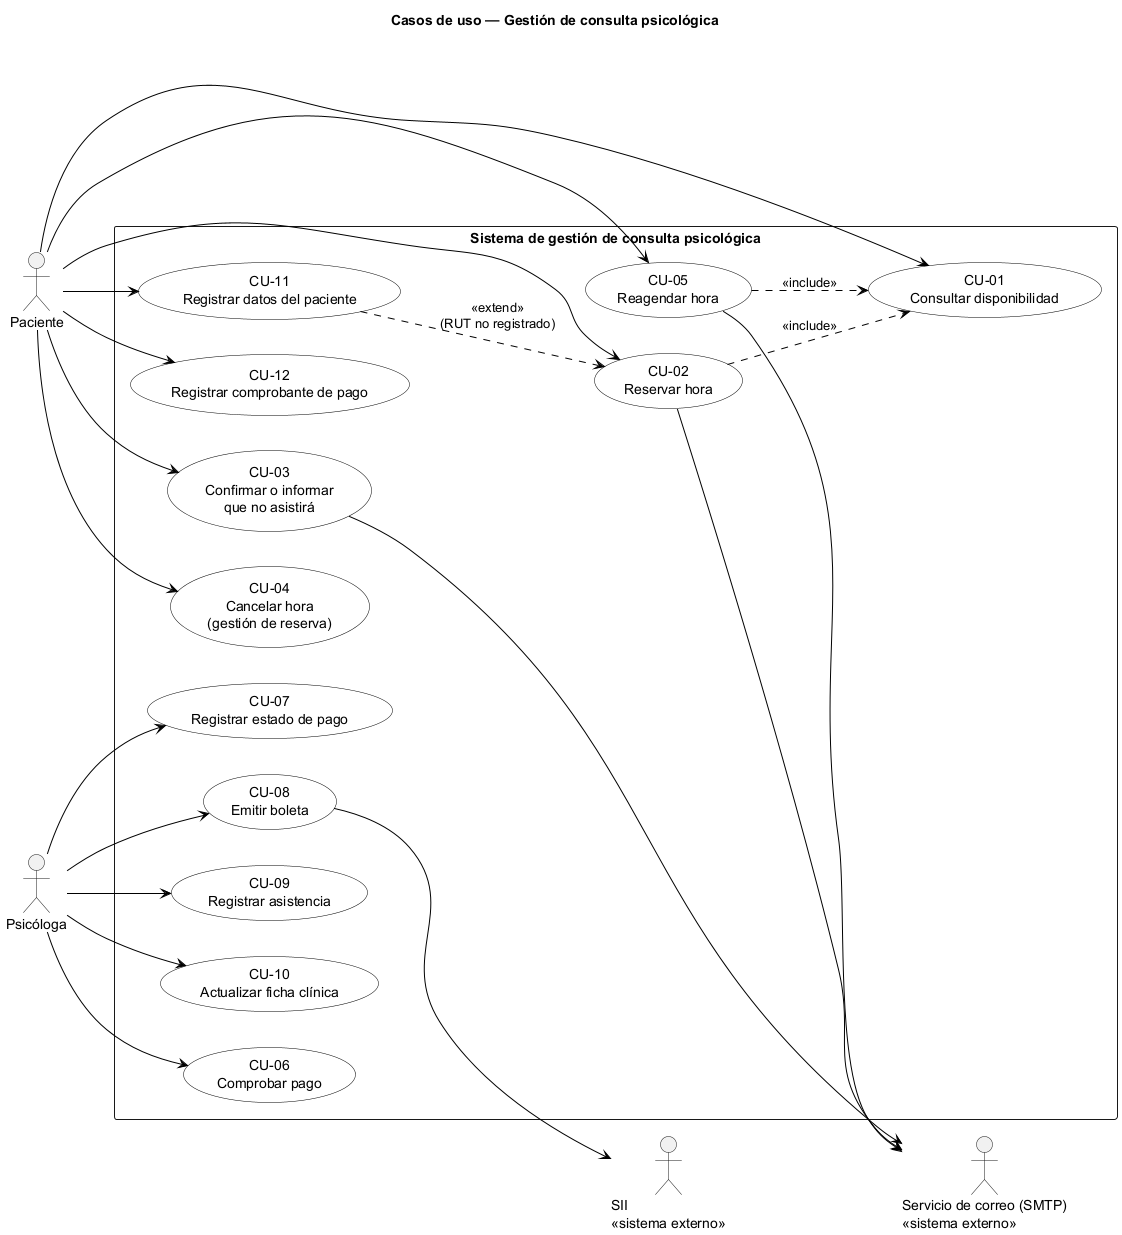 Casos de uso — Gestión de consulta psicológica
Sistema de gestión de consulta psicológica
Paciente
CU-11
Registrar datos del paciente
«extend»
(RUT no registrado)
CU-05
Reagendar hora
«include»
CU-01
Consultar disponibilidad
«include»
CU-02
Reservar hora
CU-12
Registrar comprobante de pago
CU-03
Confirmar o informar
que no asistirá
CU-04
Cancelar hora
(gestión de reserva)
CU-07
Registrar estado de pago
CU-08
Emitir boleta
Psicóloga
CU-09
Registrar asistencia
CU-10
Actualizar ficha clínica
CU-06
Comprobar pago
SII
«sistema externo»
Servicio de correo (SMTP)
«sistema externo»